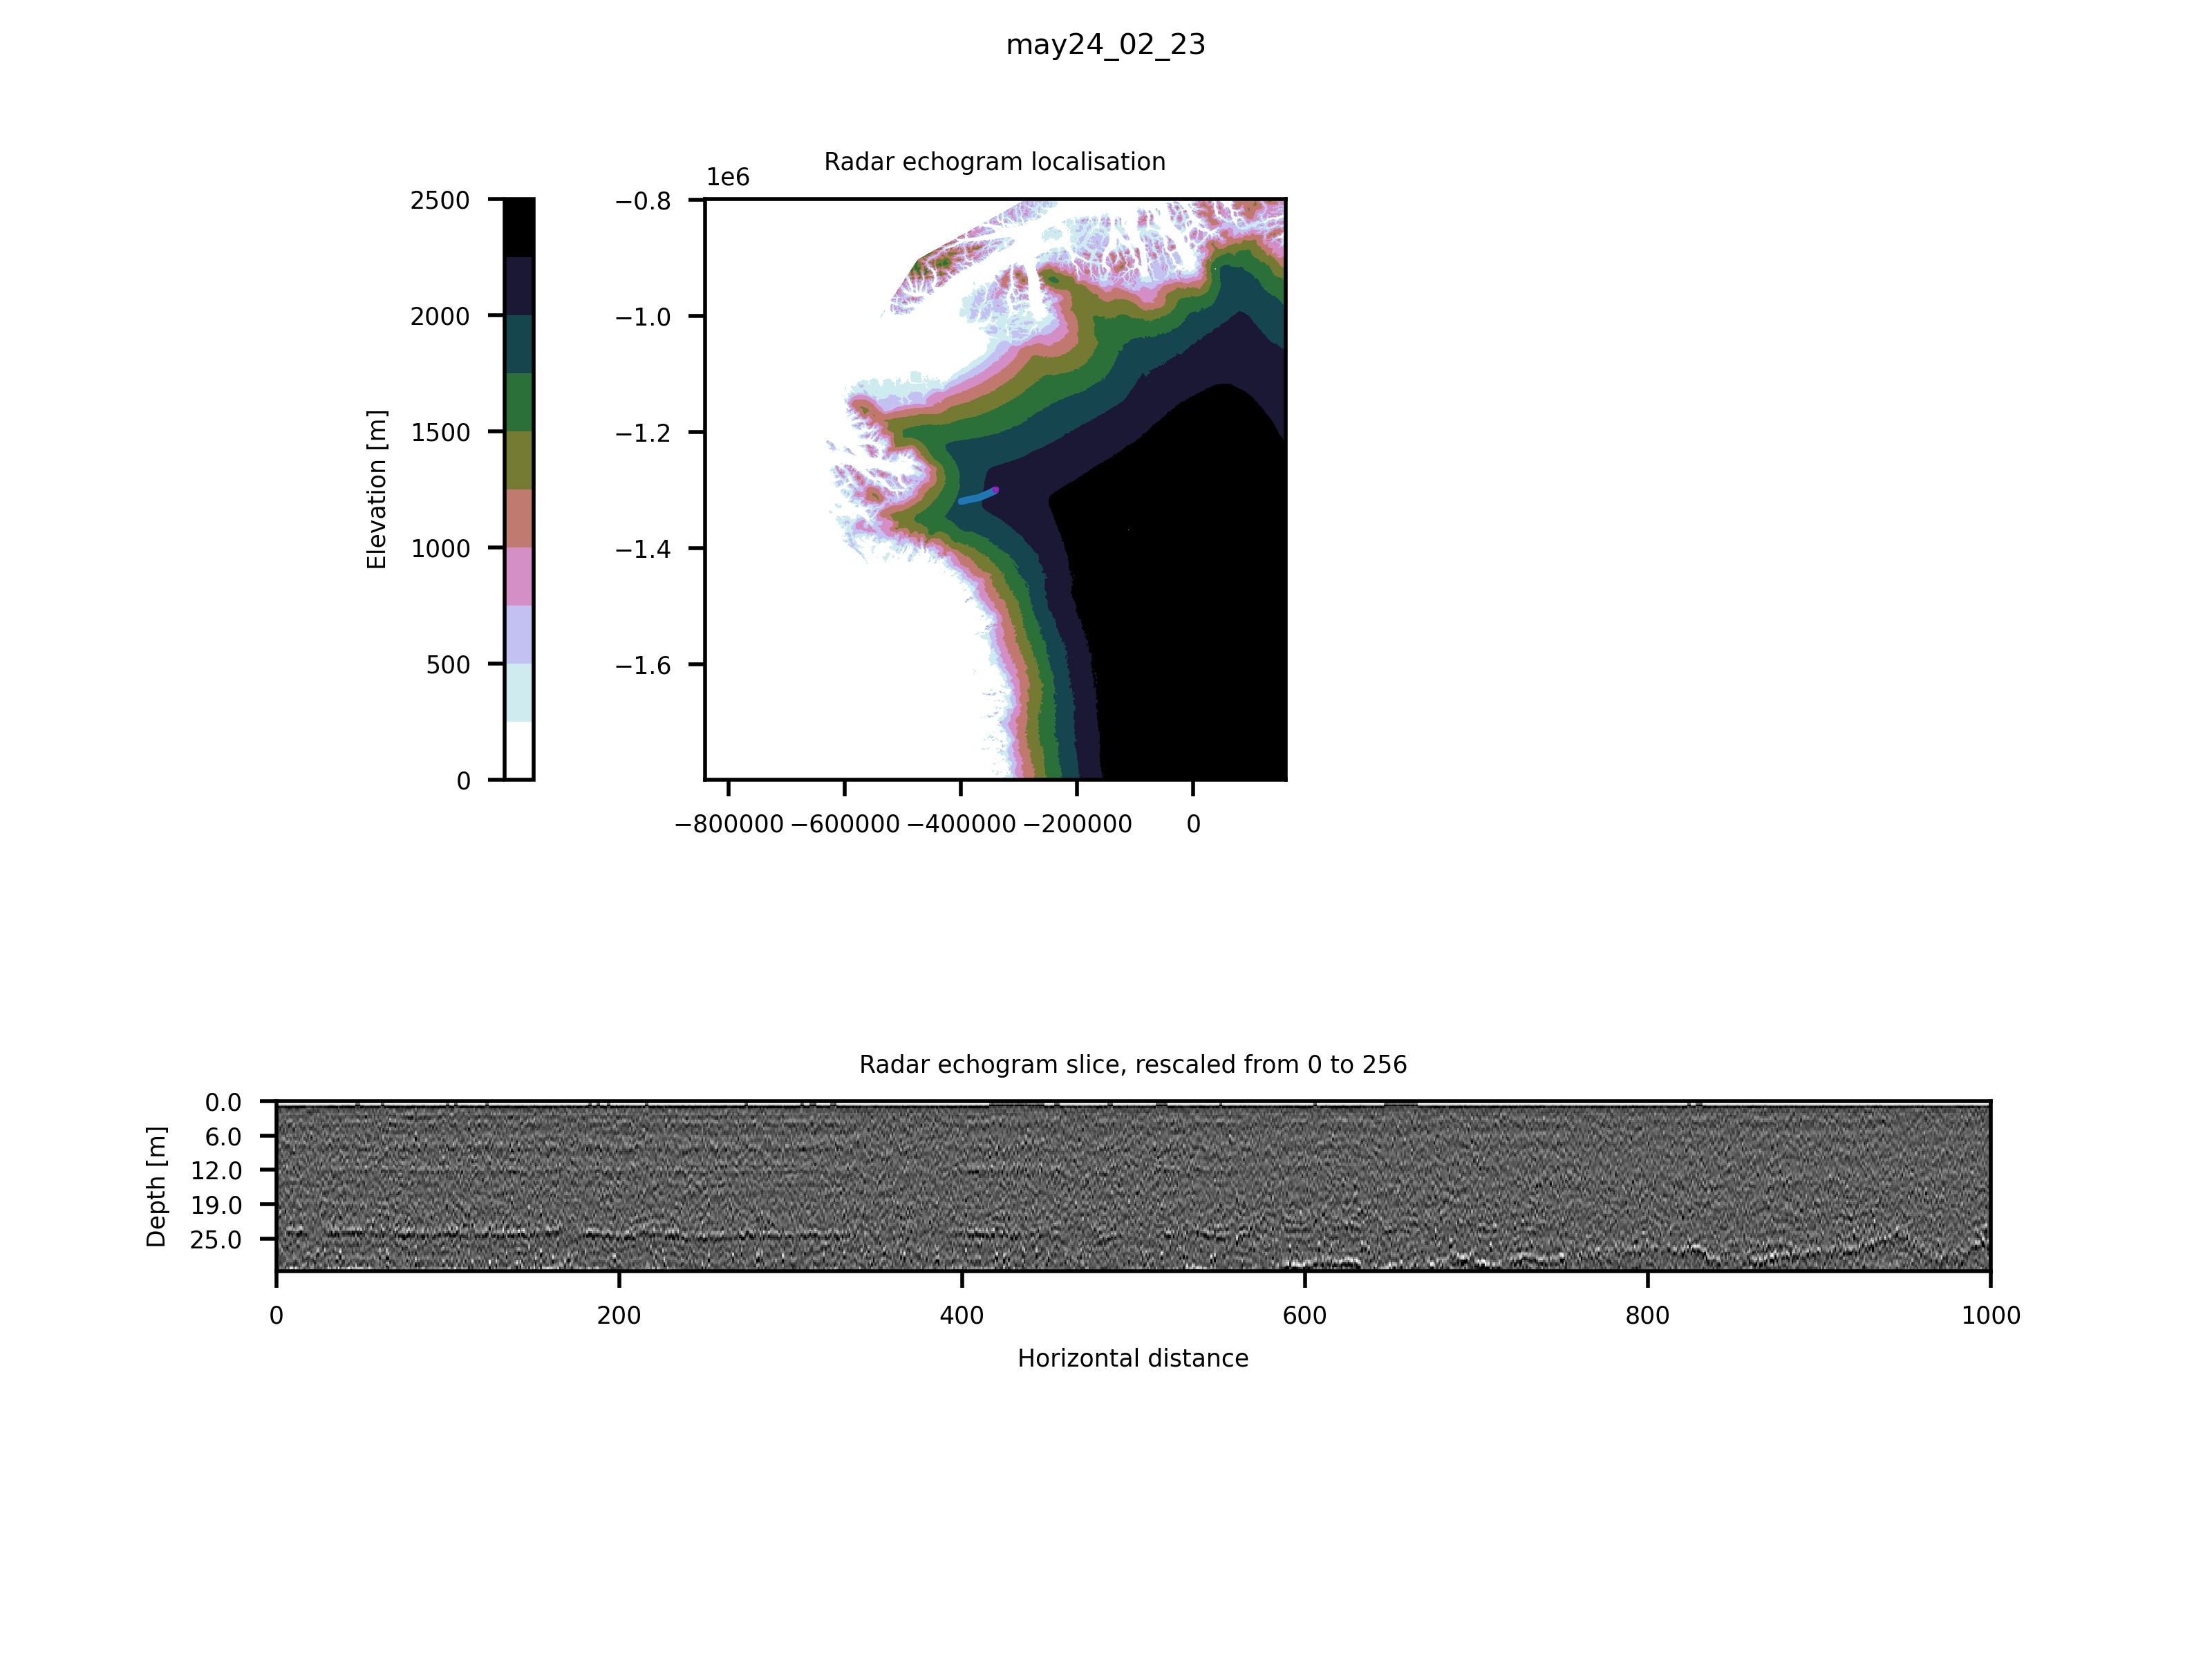 may24_02_23
Radar echogram localisation
1e6
2500
2000
1500
1000
500
0
Elevation [m]
−0.8
−1.0
−1.2
−1.4
−1.6
−800000 −600000 −400000 −200000 0
Radar echogram slice, rescaled from 0 to 256
0.0
6.0
12.0
19.0
25.0
Depth [m]
0 200 400 600 800 1000
Horizontal distance